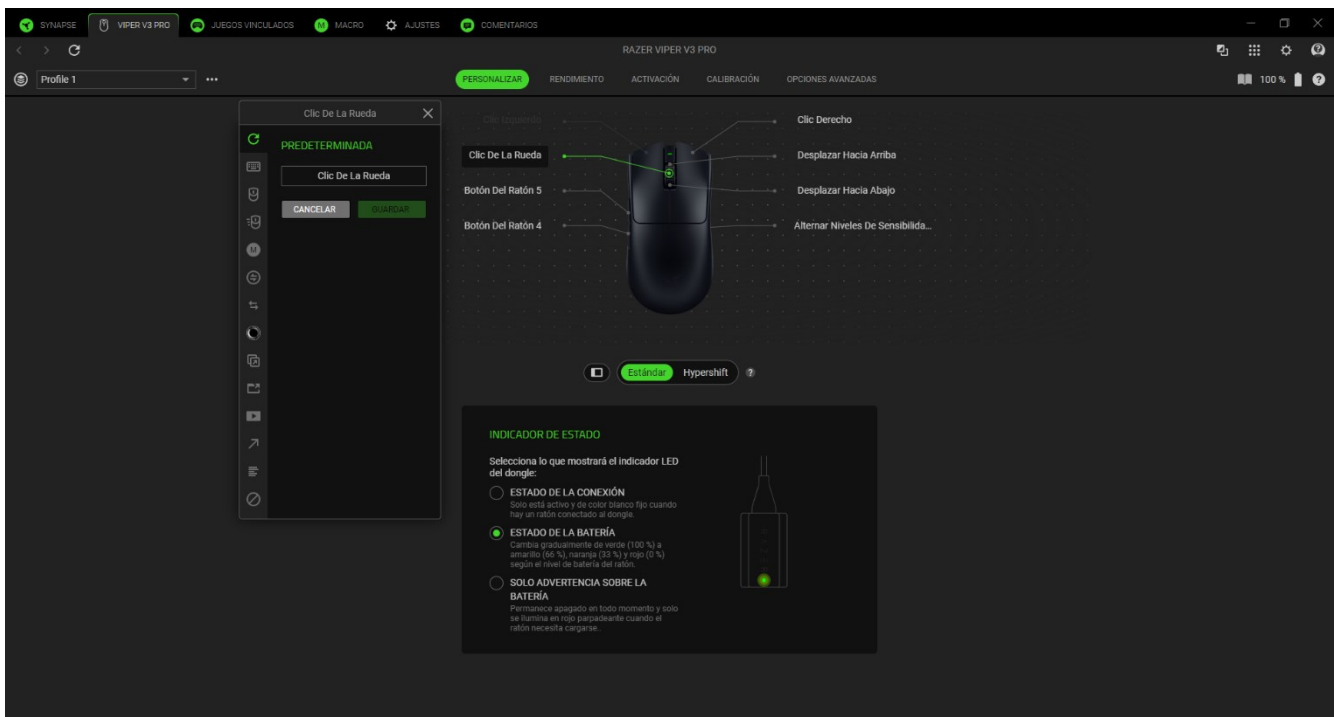 SYNAPSE
VIPER V3 PRO
JUEGOS VINCULADOS
MACRO
AJUSTES
COMENTARIOS
RAZER VIPER V3 PRO
Profile 1
PERSONALIZAR
RENDIMIENTO
ACTIVACIÓN
CALIBRACIÓN
OPCIONES AVANZADAS
100 %
Clic De La Rueda
PREDETERMINADA
Clic De La Rueda
CANCELAR
GUARDAR
Clic Izquierdo
Clic De La Rueda
Botón Del Ratón 5
Botón Del Ratón 4
Clic Derecho
Desplazar Hacia Arriba
Desplazar Hacia Abajo
Alternar Niveles De Sensibilida...
Estándar
Hypershift
INDICADOR DE ESTADO
Selecciona lo que mostrará el indicador LED
del dongle:
ESTADO DE LA CONEXIÓN
Solo está activo y de color blanco fijo cuando
hay un ratón conectado al dongle.
ESTADO DE LA BATERÍA
Cambia gradualmente de verde (100 %) a
amarillo (66 %), naranja (33 %) y rojo (0 %)
según el nivel de batería del ratón.
SOLO ADVERTENCIA SOBRE LA
BATERÍA
Permanece apagado en todo momento y solo
se ilumina en rojo parpadeante cuando el
ratón necesita cargarse.